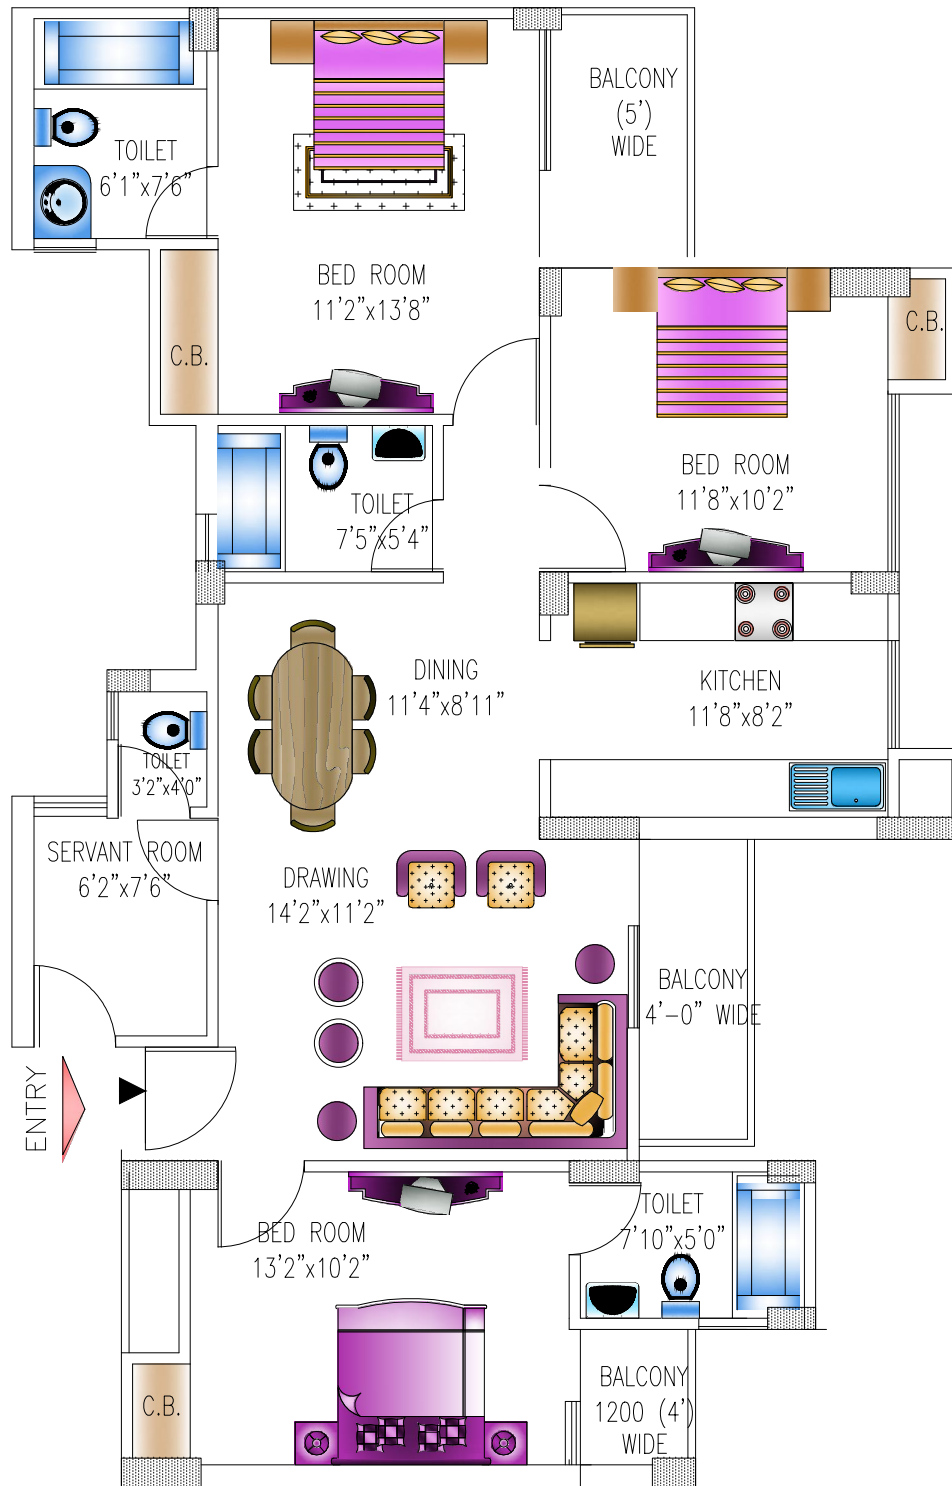 BALCONY
(5')
WIDE
TOILET
6'1"x7'6"
BED ROOM
11'2"x13'8"
C.B.
C.B.
BED ROOM
11'8"x10'2"
TOILET
7'5"x5'4"
DINING
11'4"x8'11"
KITCHEN
11'8"x8'2"
TOILET
3'2"x4'0"
SERVANT ROOM
6'2"x7'6"
DRAWING
14'2"x11'2"
BALCONY
4'-0" WIDE
ENTRY
TOILET
7'10"x5'0"
BED ROOM
13'2"x10'2"
C.B.
BALCONY
1200 (4')
WIDE